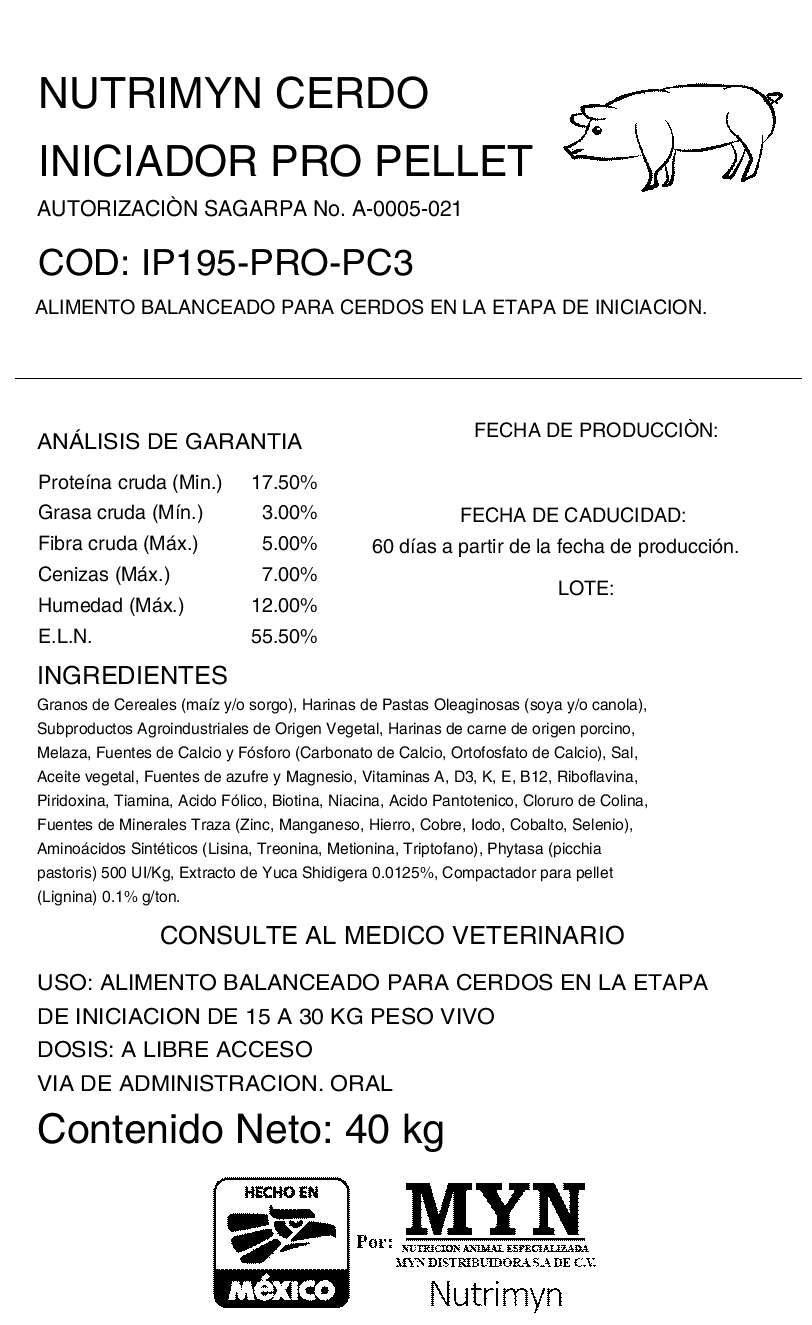 NUTRIMYN CERDO
INICIADOR PRO PELLET
AUTORIZACIÒN SAGARPA No. A-0005-021
COD: IP195-PRO-PC3
ALIMENTO BALANCEADO PARA CERDOS EN LA ETAPA DE INICIACION.
ANÁLISIS DE GARANTIA
Proteína cruda (Min.) 17.50%
Grasa cruda (Mín.) 3.00%
Fibra cruda (Máx.) 5.00%
Cenizas (Máx.) 7.00%
Humedad (Máx.) 12.00%
E.L.N. 55.50%
FECHA DE PRODUCCIÒN:
FECHA DE CADUCIDAD:
60 días a partir de la fecha de producción.
LOTE:
INGREDIENTES
Granos de Cereales (maíz y/o sorgo), Harinas de Pastas Oleaginosas (soya y/o canola),
Subproductos Agroindustriales de Origen Vegetal, Harinas de carne de origen porcino,
Melaza, Fuentes de Calcio y Fósforo (Carbonato de Calcio, Ortofosfato de Calcio), Sal,
Aceite vegetal, Fuentes de azufre y Magnesio, Vitaminas A, D3, K, E, B12, Riboflavina,
Piridoxina, Tiamina, Acido Fólico, Biotina, Niacina, Acido Pantotenico, Cloruro de Colina,
Fuentes de Minerales Traza (Zinc, Manganeso, Hierro, Cobre, Iodo, Cobalto, Selenio),
Aminoácidos Sintéticos (Lisina, Treonina, Metionina, Triptofano), Phytasa (picchia
pastoris) 500 UI/Kg, Extracto de Yuca Shidigera 0.0125%, Compactador para pellet
(Lignina) 0.1% g/ton.
CONSULTE AL MEDICO VETERINARIO
USO: ALIMENTO BALANCEADO PARA CERDOS EN LA ETAPA
DE INICIACION DE 15 A 30 KG PESO VIVO
DOSIS: A LIBRE ACCESO
VIA DE ADMINISTRACION. ORAL
Contenido Neto: 40 kg
HECHO EN
MéXICO
Por:
MYN
NUTRICION ANIMAL ESPECIALIZADA
MYN DISTRIBUIDORA S.A DE C.V.
Nutrimyn